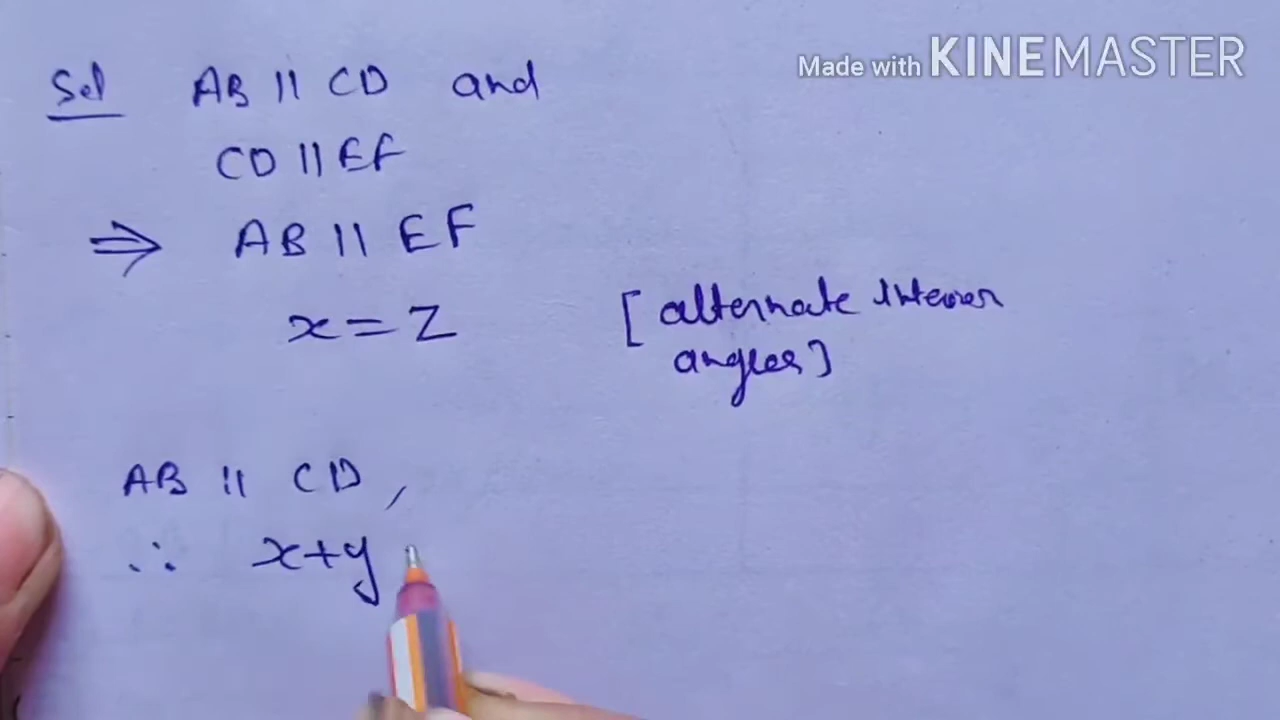 Made with KINEMASTER
Sol AB || CD and
CD || EF
⇒ AB || EF
x = z [alternate interior
angles]
AB || CD,
∴ x+y